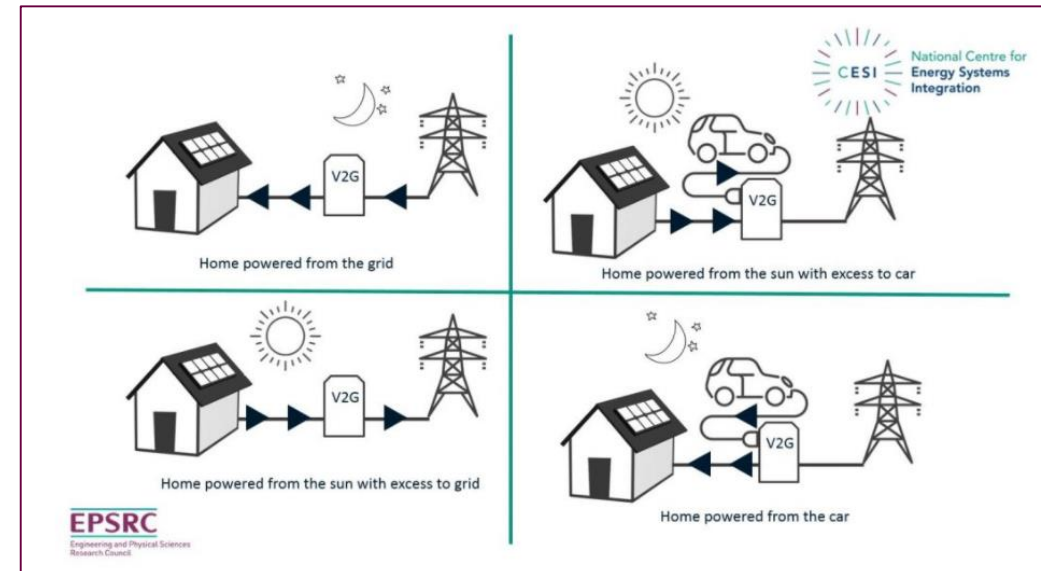 CESI
National Centre for
Energy Systems
Integration
V2G
Home powered from the grid
V2G
Home powered from the sun with excess to car
V2G
Home powered from the sun with excess to grid
V2G
Home powered from the car
EPSRC
Engineering and Physical Sciences
Research Council